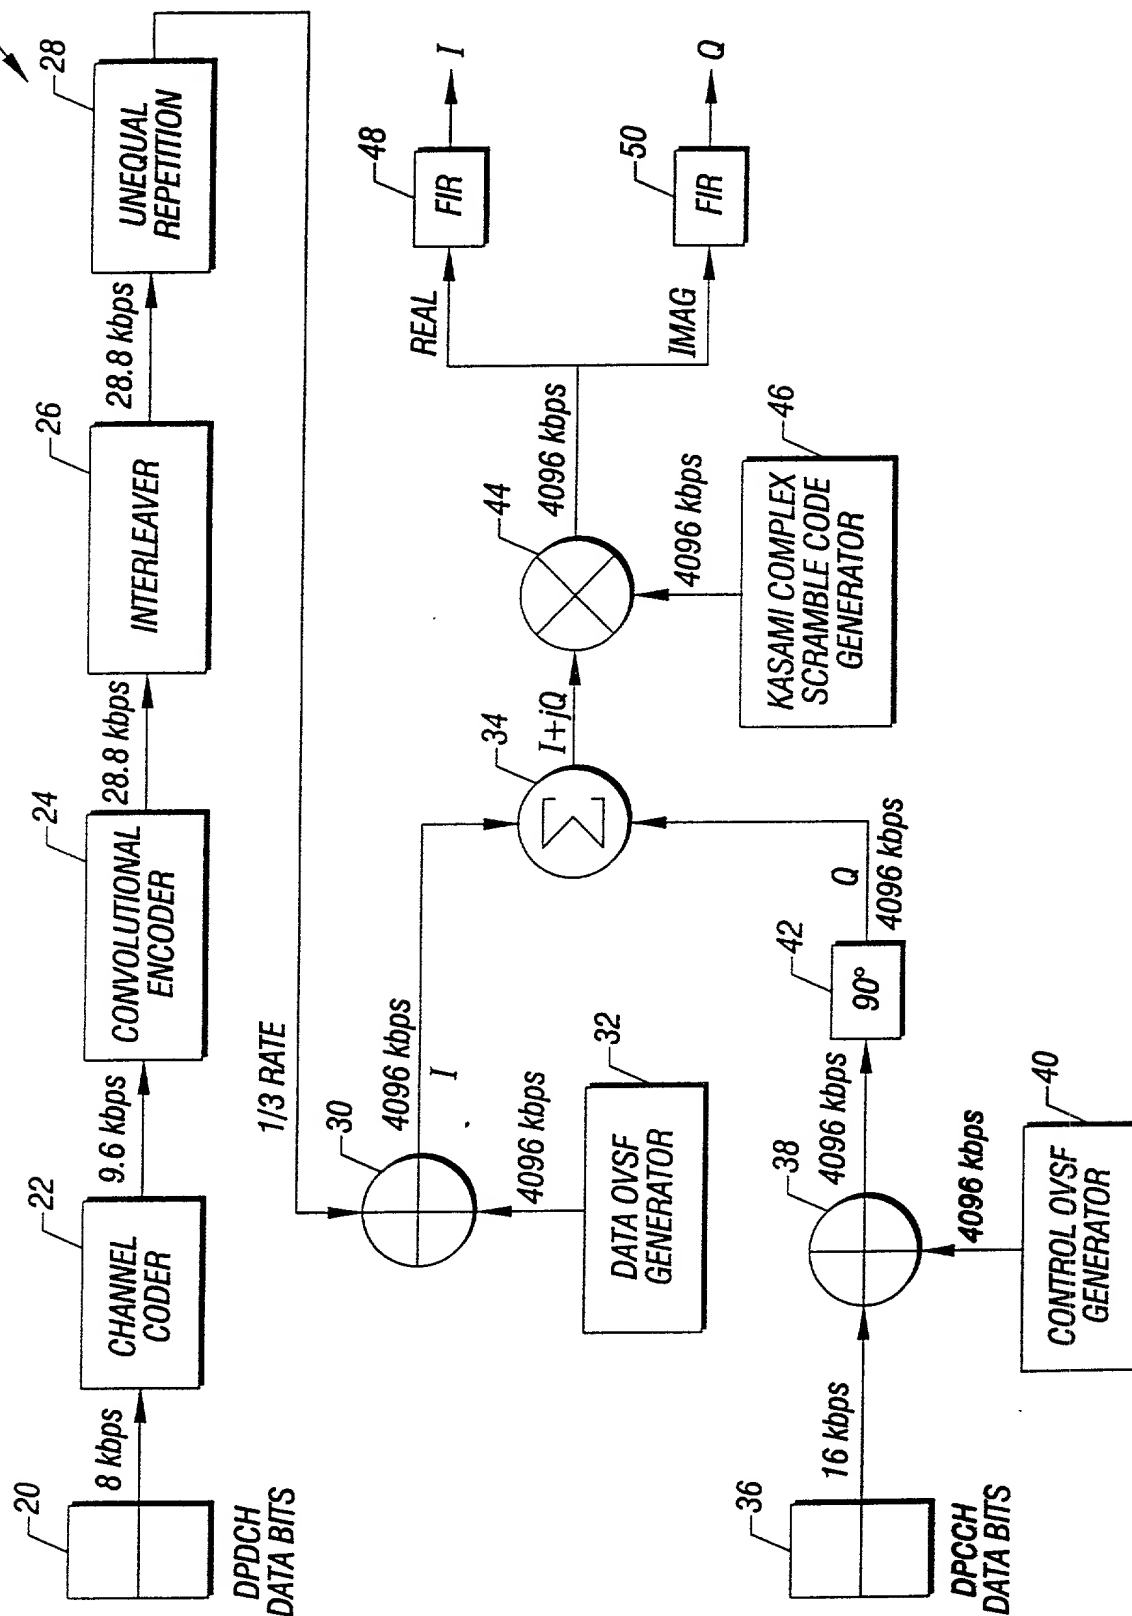 20
8 kbps
DPDCH
DATA BITS
22
CHANNEL
CODER
9.6 kbps
24
CONVOLUTIONAL
ENCODER
28.8 kbps
26
INTERLEAVER
28.8 kbps
28
UNEQUAL
REPETITION
1/3 RATE
30
4096 kbps
I
4096 kbps
32
DATA OVSF
GENERATOR
34
Σ
I+jQ
44
4096 kbps
4096 kbps
46
KASAMI COMPLEX
SCRAMBLE CODE
GENERATOR
REAL
48
FIR
I
IMAG
50
FIR
Q
36
16 kbps
DPCCH
DATA BITS
38
4096 kbps
4096 kbps
40
CONTROL OVSF
GENERATOR
42
90°
Q
4096 kbps